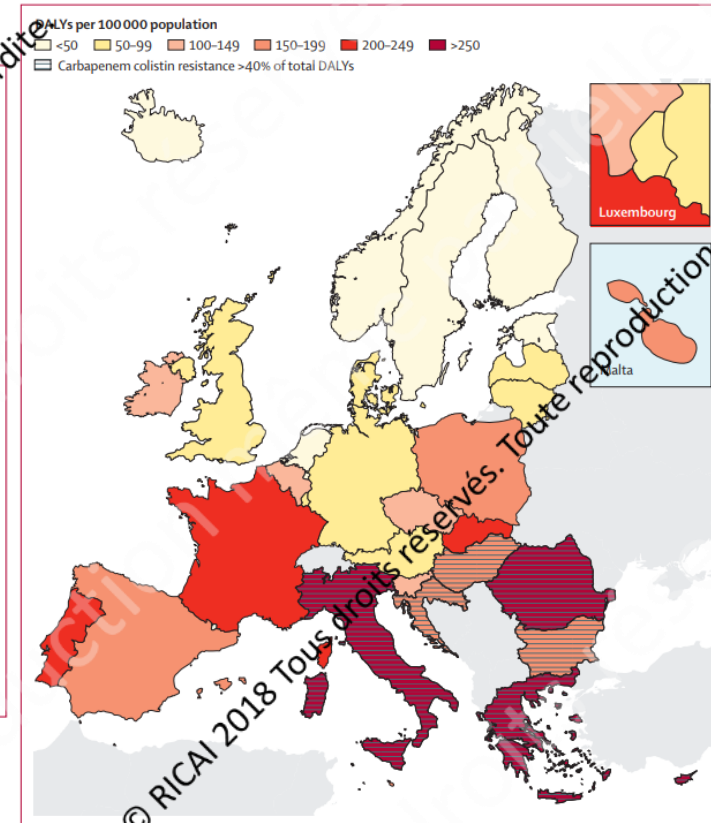 DALYs per 100 000 population
<50
50–99
100–149
150–199
200–249
>250
Carbapenem colistin resistance >40% of total DALYs
Luxembourg
Malta
© RICAI 2018 Tous droits réservés. Toute reproduction